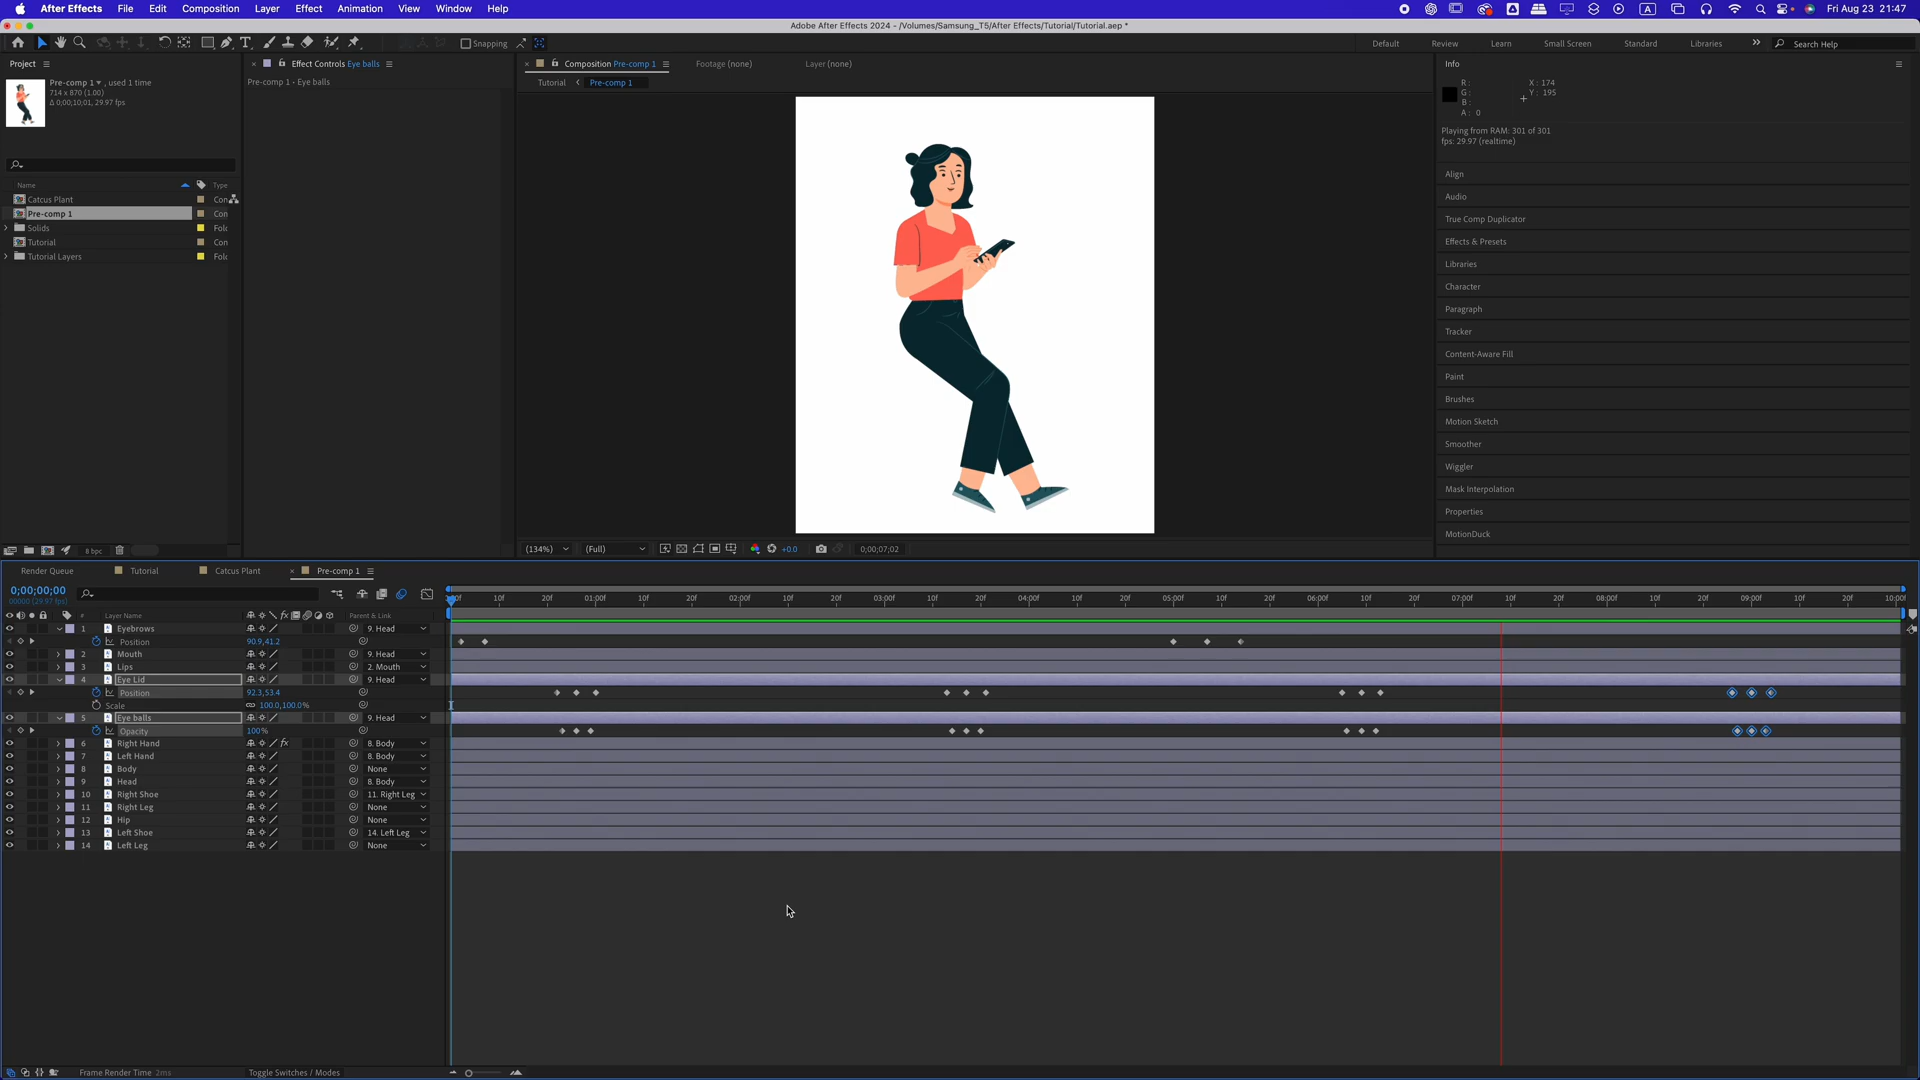 After Effects File Edit Composition Layer Effect Animation View Window Help Fri Aug 23 21:47
Adobe After Effects 2024 - /Volumes/Samsung_T5/After Effects/Tutorial/Tutorial.aep *
Snapping Default Review Learn Small Screen Standard Libraries Search Help
Project
Pre-comp 1 , used 1 time
714 x 870 (1.00)
Δ 0;00;10;01, 29.97 fps
Name Type
Catcus Plant Con
Pre-comp 1 Con
Solids Fol
Tutorial Con
Tutorial Layers Fol
8 bpc
Effect Controls Eye balls
Pre-comp 1 · Eye balls
Composition Pre-comp 1 Footage (none) Layer (none)
Tutorial Pre-comp 1
(134%) (Full) +0.0 0;00;07;02
Info
R : X : 174
G : Y : 195
B :
A : 0
Playing from RAM: 301 of 301
fps: 29.97 (realtime)
Align
Audio
True Comp Duplicator
Effects & Presets
Libraries
Character
Paragraph
Tracker
Content-Aware Fill
Paint
Brushes
Motion Sketch
Smoother
Wiggler
Mask Interpolation
Properties
MotionDuck
Render Queue Tutorial Catcus Plant Pre-comp 1
0;00;00;00
00000 (29.97 fps)
10f 20f 01:00f 10f 20f 02:00f 10f 20f 03:00f 10f 20f 04:00f 10f 20f 05:00f 10f 20f 06:00f 10f 20f 07:00f 10f 20f 08:00f 10f 20f 09:00f 10f 20f 10:00f
# Layer Name Parent & Link
1 Eyebrows 9. Head
Position 90.9,41.2
2 Mouth 9. Head
3 Lips 2. Mouth
4 Eye Lid 9. Head
Position 92.3,53.4
Scale 100.0,100.0%
5 Eye balls 9. Head
Opacity 100%
6 Right Hand fx 8. Body
7 Left Hand 8. Body
8 Body None
9 Head 8. Body
10 Right Shoe 11. Right Leg
11 Right Leg None
12 Hip None
13 Left Shoe 14. Left Leg
14 Left Leg None
Frame Render Time 2ms Toggle Switches / Modes